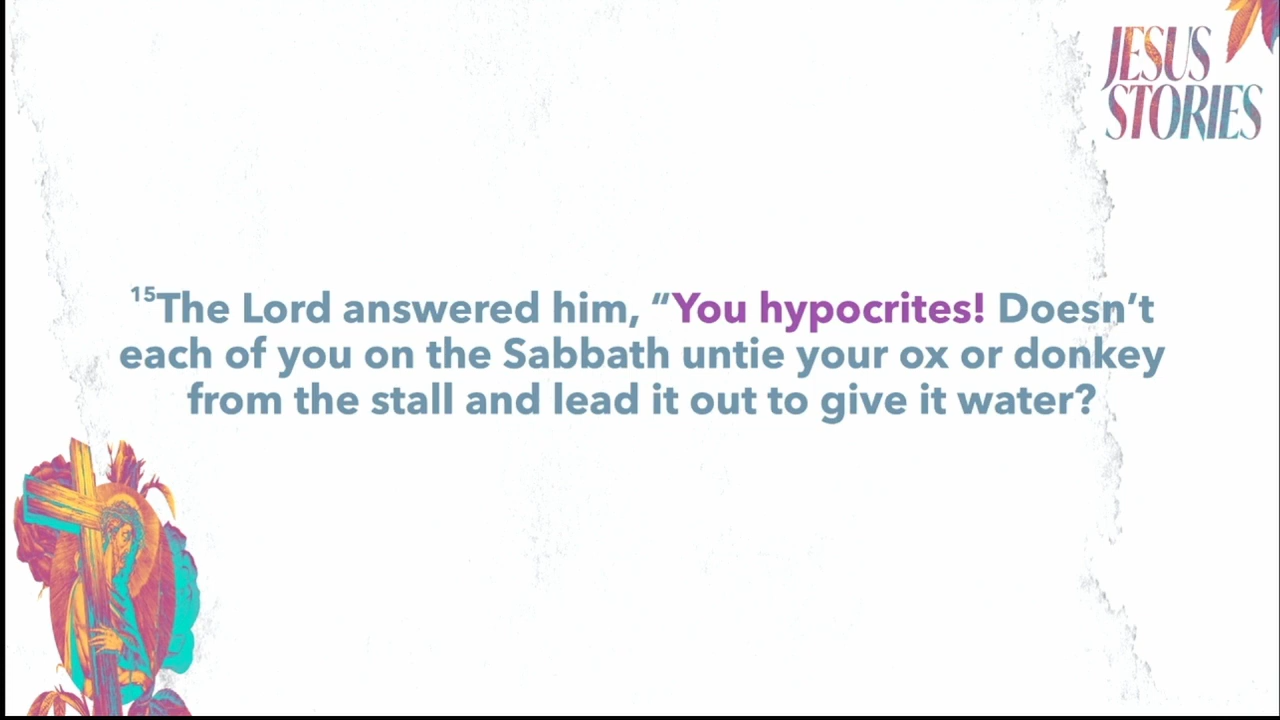 JESUS
STORIES
¹⁵The Lord answered him, “You hypocrites! Doesn’t
each of you on the Sabbath untie your ox or donkey
from the stall and lead it out to give it water?